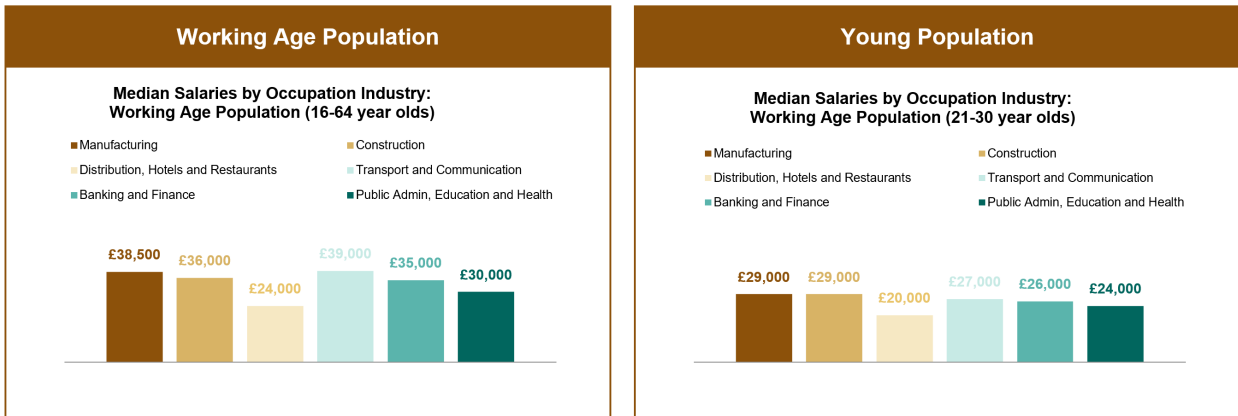 Working Age Population
Median Salaries by Occupation Industry:
Working Age Population (16-64 year olds)
Manufacturing
Construction
Distribution, Hotels and Restaurants
Transport and Communication
Banking and Finance
Public Admin, Education and Health
£38,500
£36,000
£24,000
£39,000
£35,000
£30,000
Young Population
Median Salaries by Occupation Industry:
Working Age Population (21-30 year olds)
Manufacturing
Construction
Distribution, Hotels and Restaurants
Transport and Communication
Banking and Finance
Public Admin, Education and Health
£29,000
£29,000
£20,000
£27,000
£26,000
£24,000